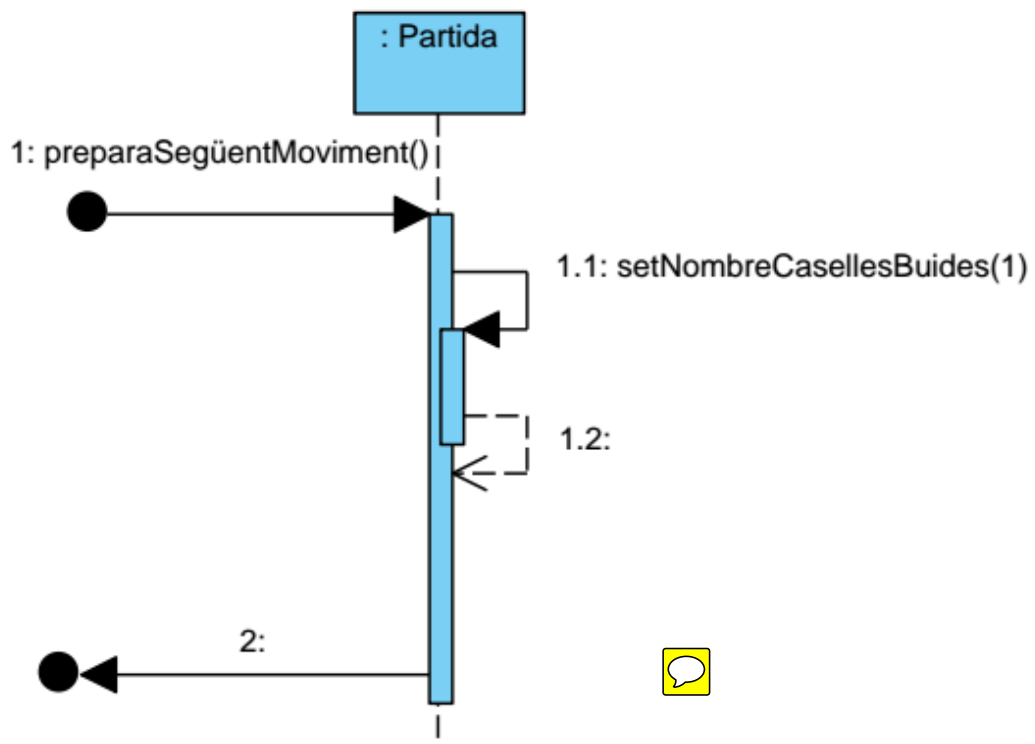 : Partida
1: preparaSegüentMoviment()
1.1: setNombreCasellesBuides(1)
1.2:
2: